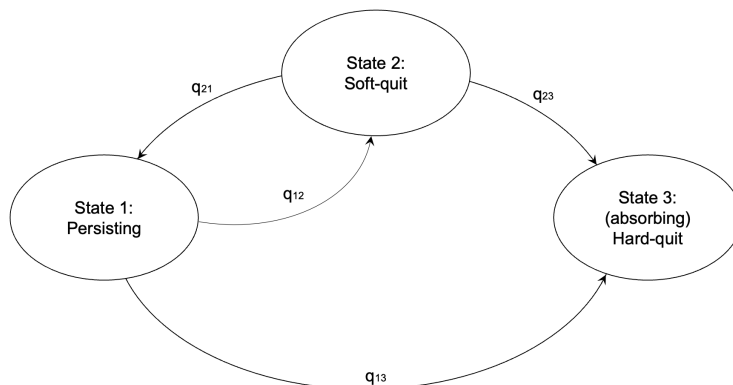 State 2:
Soft-quit
q21
q23
State 1:
Persisting
q12
State 3:
(absorbing)
Hard-quit
q13